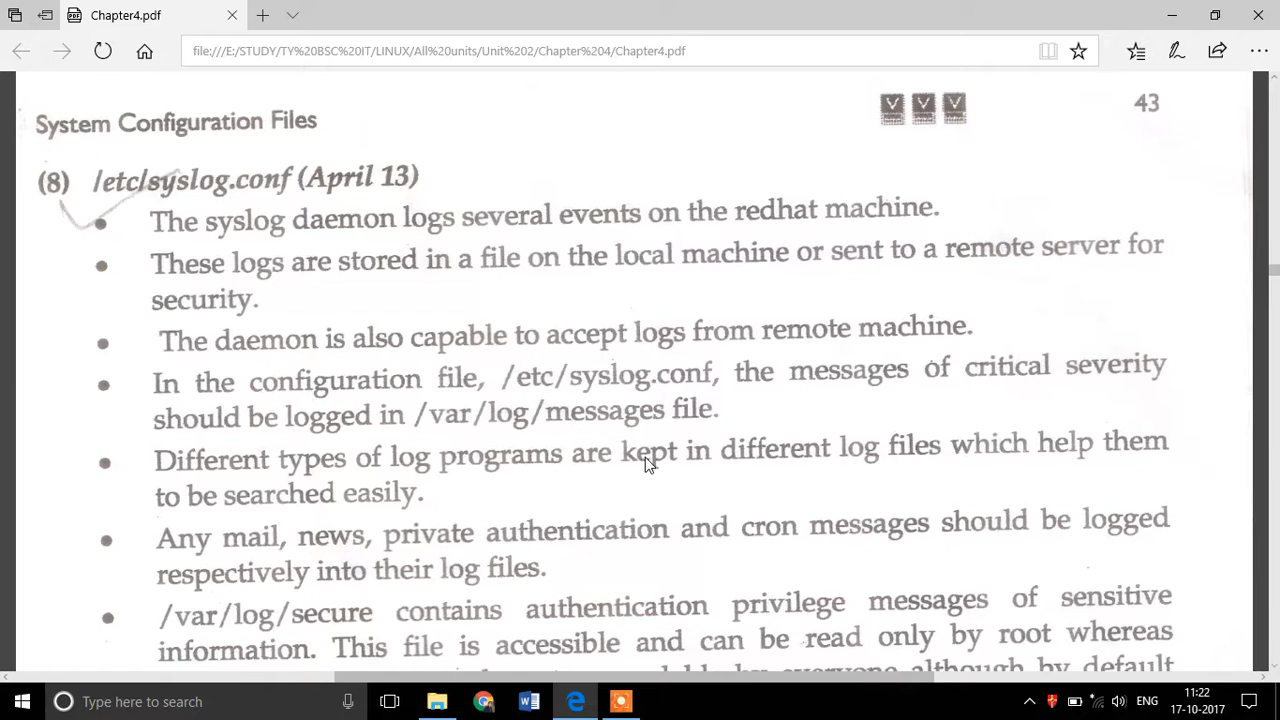 Chapter4.pdf
file:///E:/STUDY/TY%20BSC%20IT/LINUX/All%20units/Unit%202/Chapter%204/Chapter4.pdf
System Configuration Files
43
(8) /etc/syslog.conf (April 13)
The syslog daemon logs several events on the redhat machine.
These logs are stored in a file on the local machine or sent to a remote server for
security.
The daemon is also capable to accept logs from remote machine.
In the configuration file, /etc/syslog.conf, the messages of critical severity
should be logged in /var/log/messages file.
Different types of log programs are kept in different log files which help them
to be searched easily.
Any mail, news, private authentication and cron messages should be logged
respectively into their log files.
/var/log/secure contains authentication privilege messages of sensitive
information. This file is accessible and can be read only by root whereas
by everyone although by default
Type here to search
ENG
11:22
17-10-2017